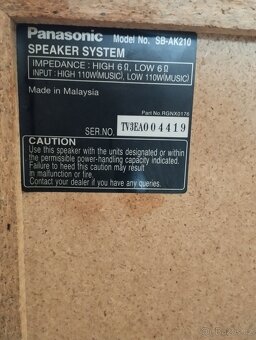 Panasonic Model No. SB-AK210
SPEAKER SYSTEM
IMPEDANCE : HIGH 6Ω, LOW 6Ω
INPUT : HIGH 110W(MUSIC), LOW 110W(MUSIC)
Made in Malaysia
Part No. RGNX0176
SER NO. TV3EA004419
CAUTION
Use this speaker with the units designated or within
the permissible power-handling capacity indicated.
Failure to heed this caution could result
in malfunction or fire.
Contact your dealer if you have any queries.